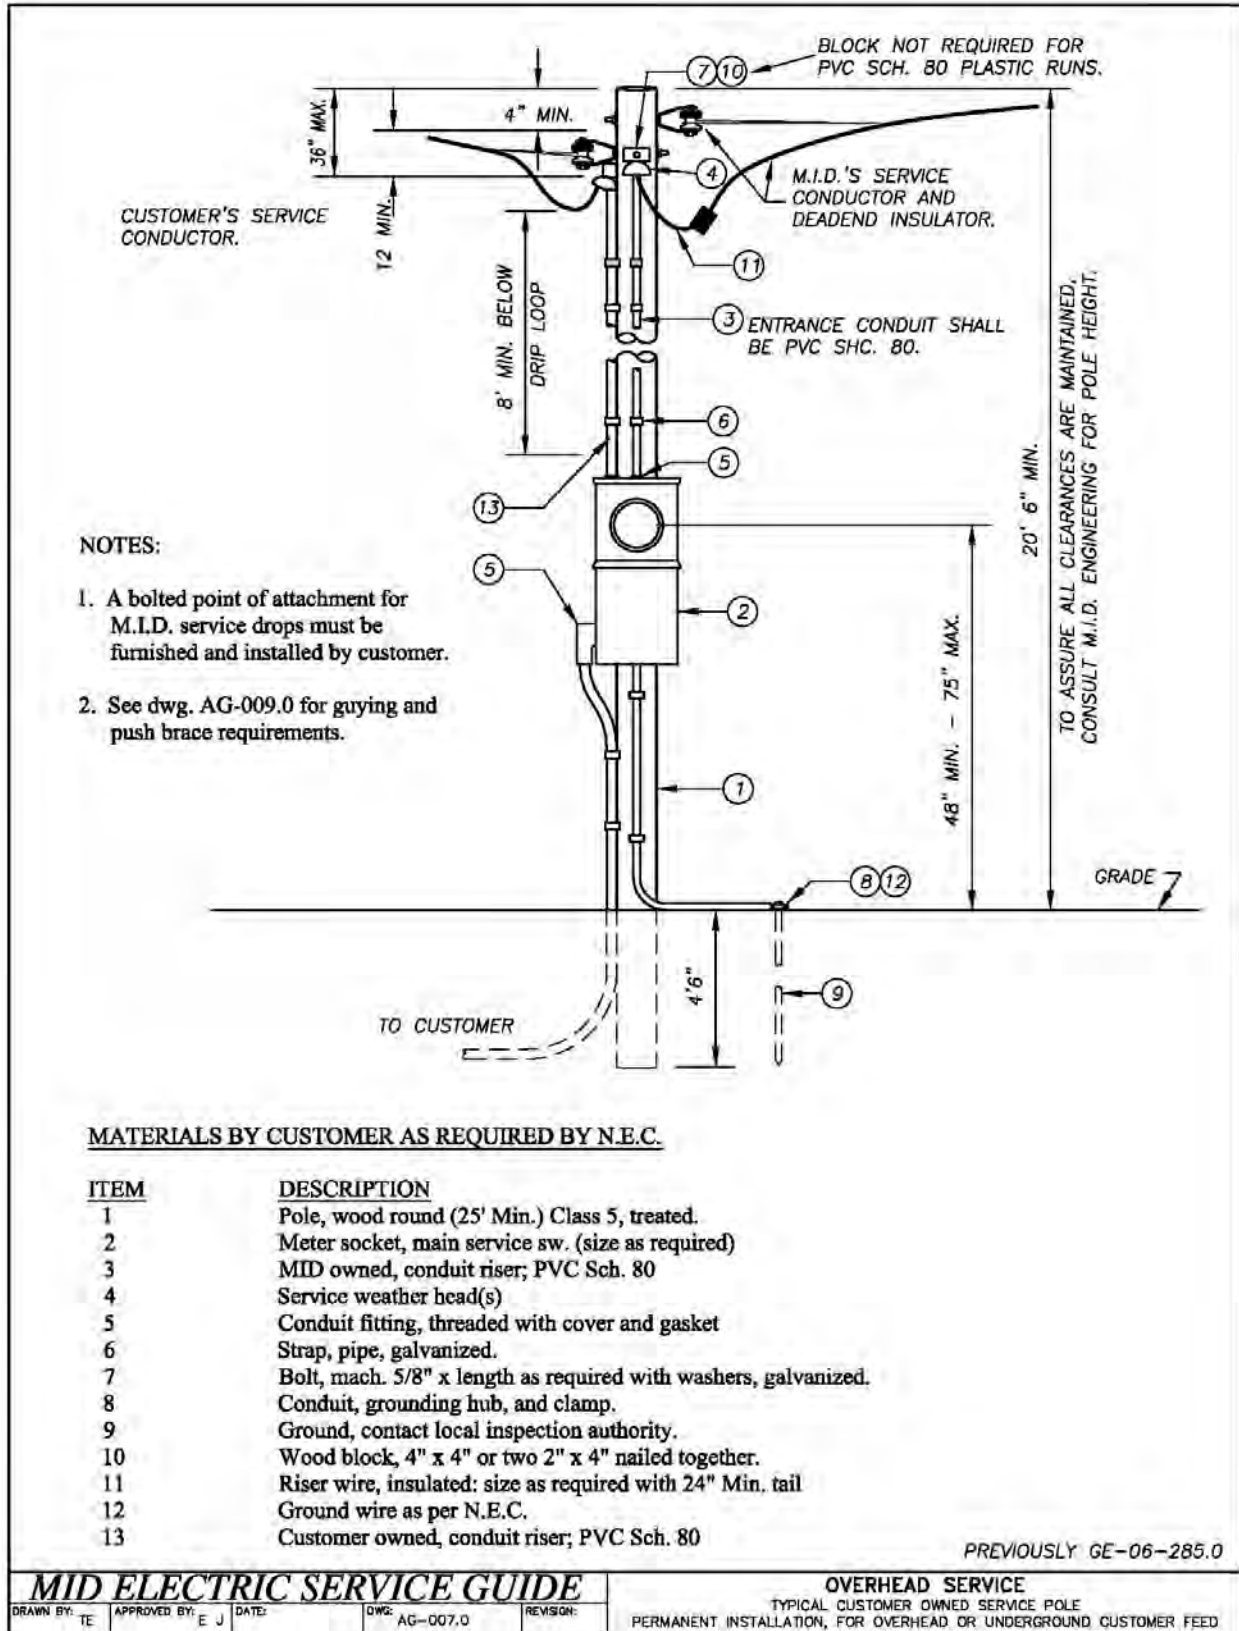 BLOCK NOT REQUIRED FOR
PVC SCH. 80 PLASTIC RUNS.
7 10
4" MIN.
36" MAX.
12 MIN.
4
M.I.D.'S SERVICE
CONDUCTOR AND
DEADEND INSULATOR.
CUSTOMER'S SERVICE
CONDUCTOR.
11
8' MIN. BELOW
DRIP LOOP
3 ENTRANCE CONDUIT SHALL
BE PVC SHC. 80.
6
5
13
20' 6" MIN.
TO ASSURE ALL CLEARANCES ARE MAINTAINED,
CONSULT M.I.D. ENGINEERING FOR POLE HEIGHT.
NOTES:
1. A bolted point of attachment for
M.I.D. service drops must be
furnished and installed by customer.
2. See dwg. AG-009.0 for guying and
push brace requirements.
5
2
48" MIN. - 75" MAX.
1
8 12
GRADE
4'6"
9
TO CUSTOMER
MATERIALS BY CUSTOMER AS REQUIRED BY N.E.C.
ITEM DESCRIPTION
1 Pole, wood round (25' Min.) Class 5, treated.
2 Meter socket, main service sw. (size as required)
3 MID owned, conduit riser; PVC Sch. 80
4 Service weather head(s)
5 Conduit fitting, threaded with cover and gasket
6 Strap, pipe, galvanized.
7 Bolt, mach. 5/8" x length as required with washers, galvanized.
8 Conduit, grounding hub, and clamp.
9 Ground, contact local inspection authority.
10 Wood block, 4" x 4" or two 2" x 4" nailed together.
11 Riser wire, insulated: size as required with 24" Min. tail
12 Ground wire as per N.E.C.
13 Customer owned, conduit riser; PVC Sch. 80
PREVIOUSLY GE-06-285.0
MID ELECTRIC SERVICE GUIDE
DRAWN BY: TE APPROVED BY: E J DATE: DWG: AG-007.0 REVISION:
OVERHEAD SERVICE
TYPICAL CUSTOMER OWNED SERVICE POLE
PERMANENT INSTALLATION, FOR OVERHEAD OR UNDERGROUND CUSTOMER FEED